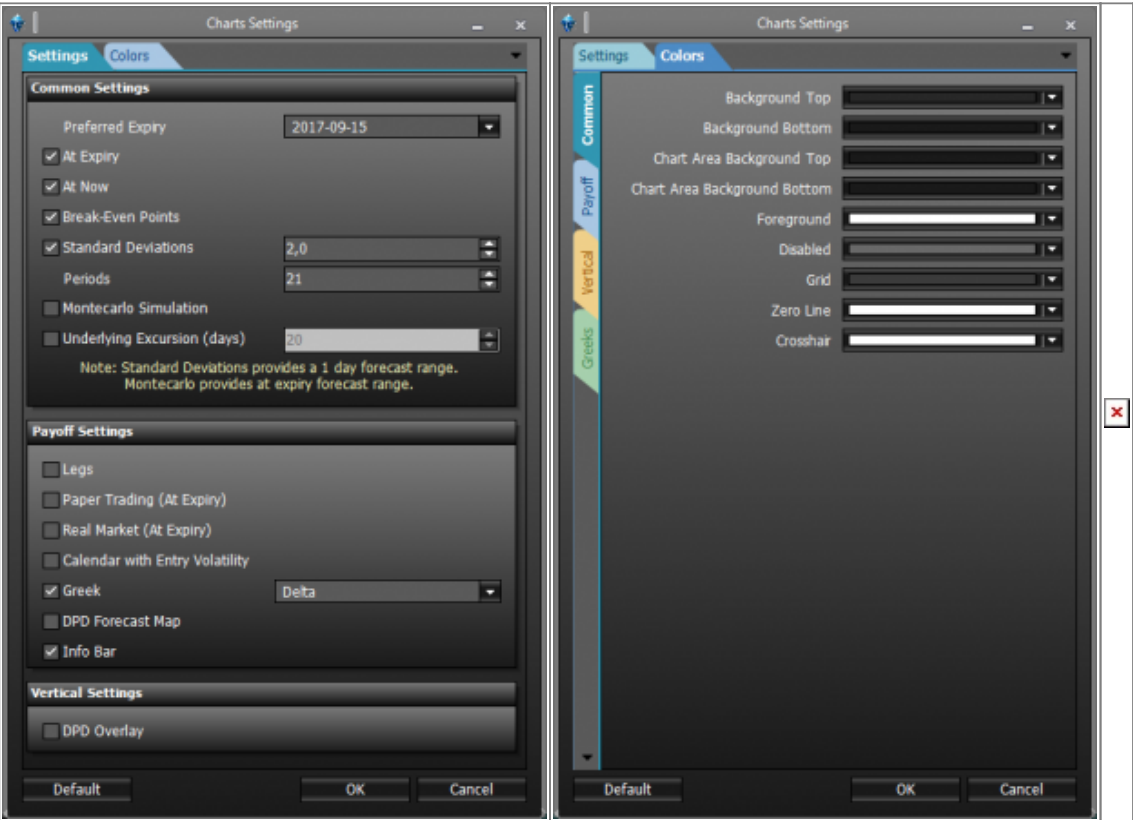 Charts Settings
Settings Colors
Common Settings
Preferred Expiry 2017-09-15
At Expiry
At Now
Break-Even Points
Standard Deviations 2,0
Periods 21
Montecarlo Simulation
Underlying Excursion (days) 20
Note: Standard Deviations provides a 1 day forecast range.
Montecarlo provides at expiry forecast range.
Payoff Settings
Legs
Paper Trading (At Expiry)
Real Market (At Expiry)
Calendar with Entry Volatility
Greek Delta
DPD Forecast Map
Info Bar
Vertical Settings
DPD Overlay
Default OK Cancel
Charts Settings
Settings Colors
Common
Payoff
Vertical
Greeks
Background Top
Background Bottom
Chart Area Background Top
Chart Area Background Bottom
Foreground
Disabled
Grid
Zero Line
Crosshair
Default OK Cancel